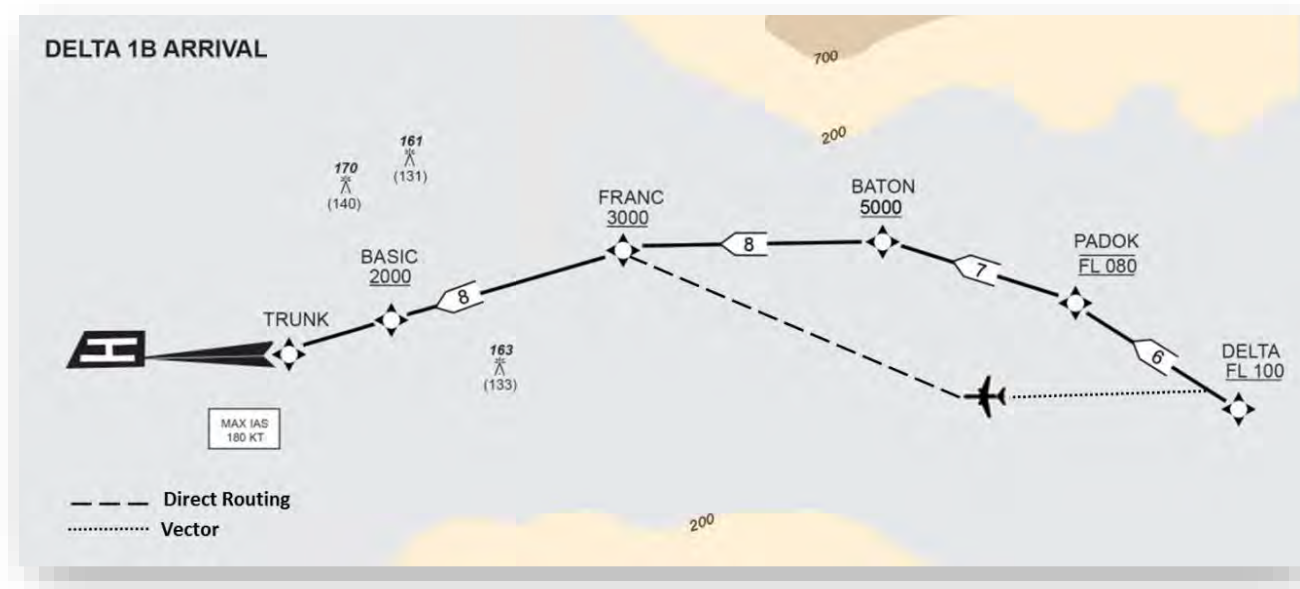 DELTA 1B ARRIVAL
700
200
161
(131)
170
(140)
FRANC
3000
BATON
5000
8
PADOK
FL 080
7
BASIC
2000
8
TRUNK
H
163
(133)
6
DELTA
FL 100
MAX IAS
180 KT
Direct Routing
Vector
200